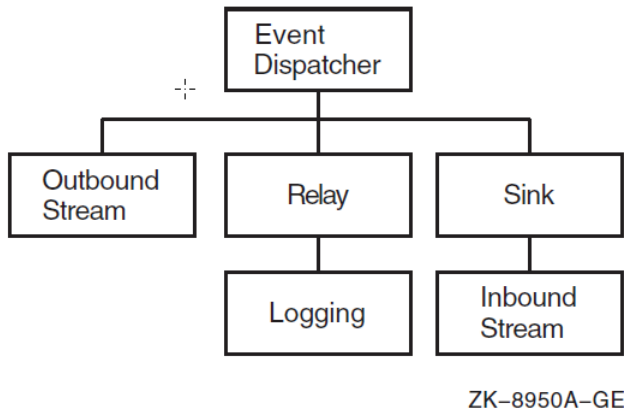 Event
Dispatcher
Outbound
Stream
Relay
Sink
Logging
Inbound
Stream
ZK–8950A–GE